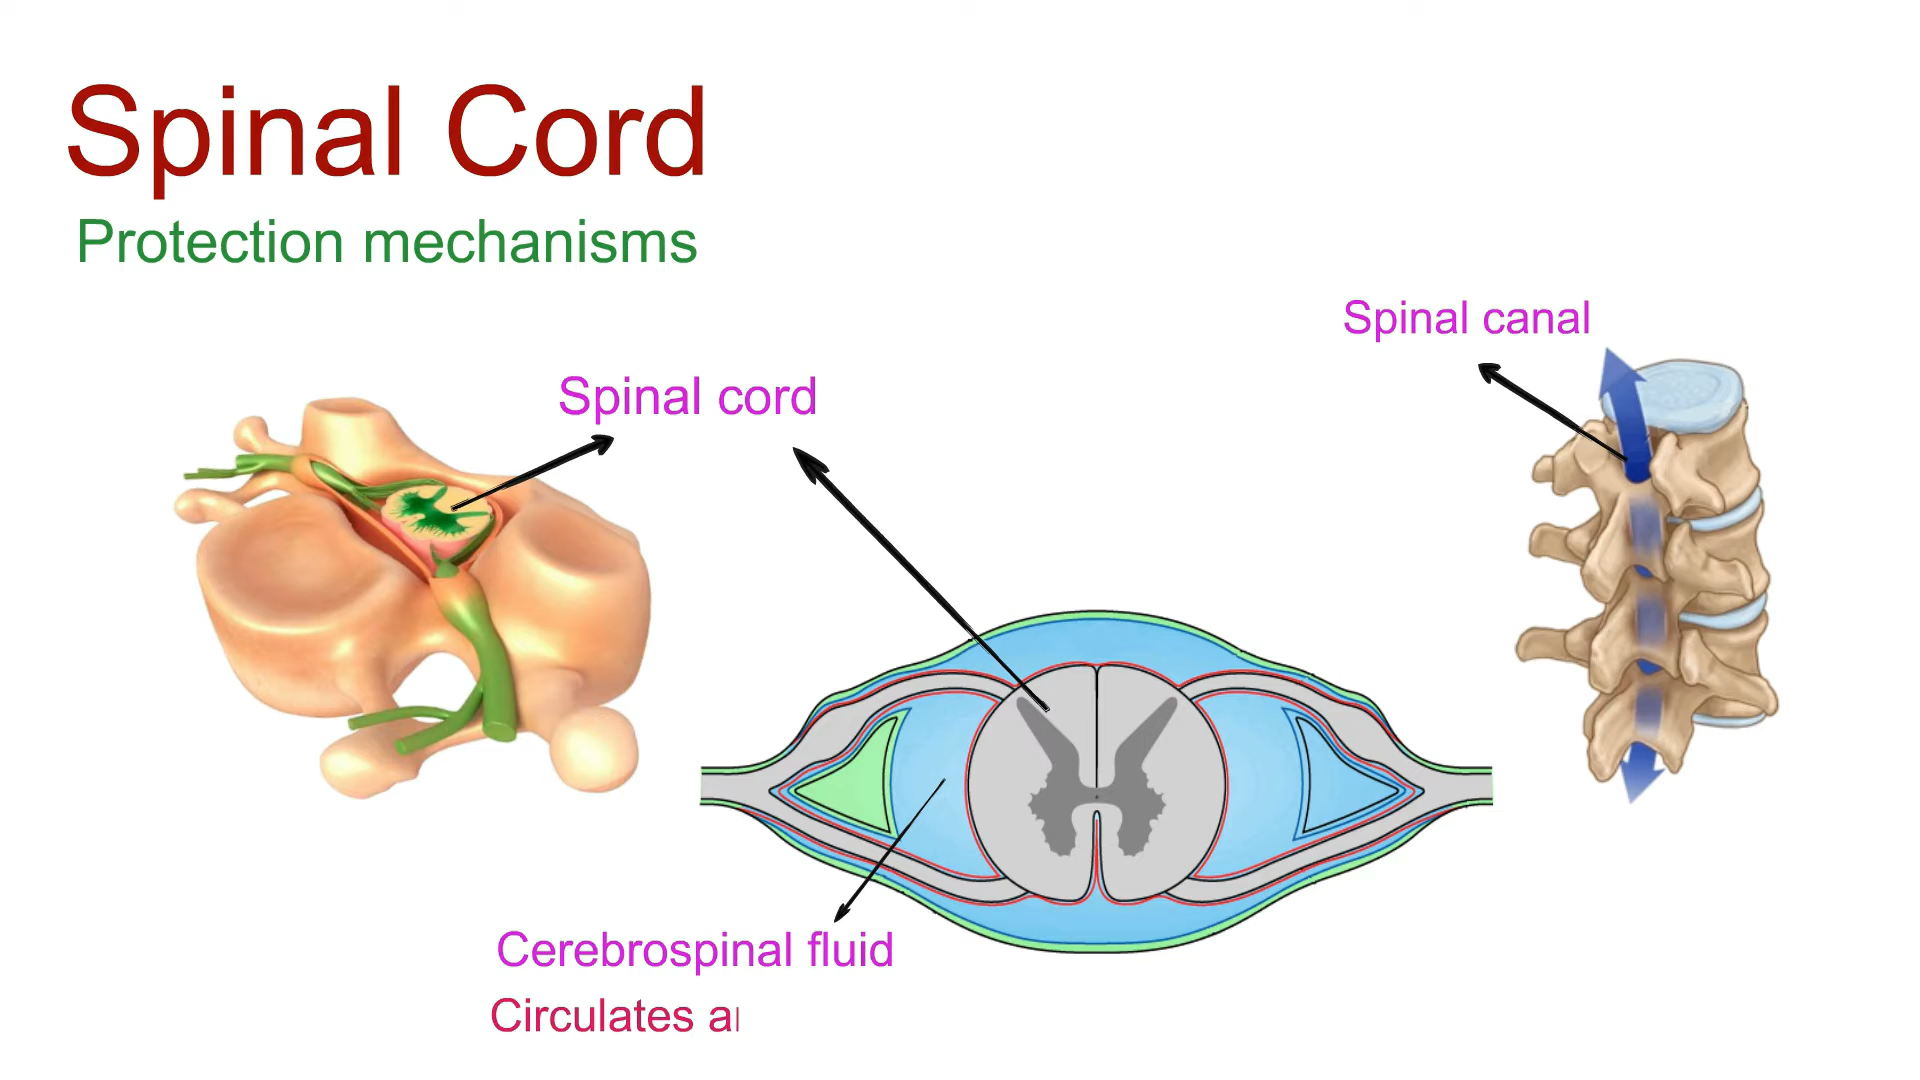 Spinal Cord
Protection mechanisms
Spinal canal
Spinal cord
Cerebrospinal fluid
Circulates